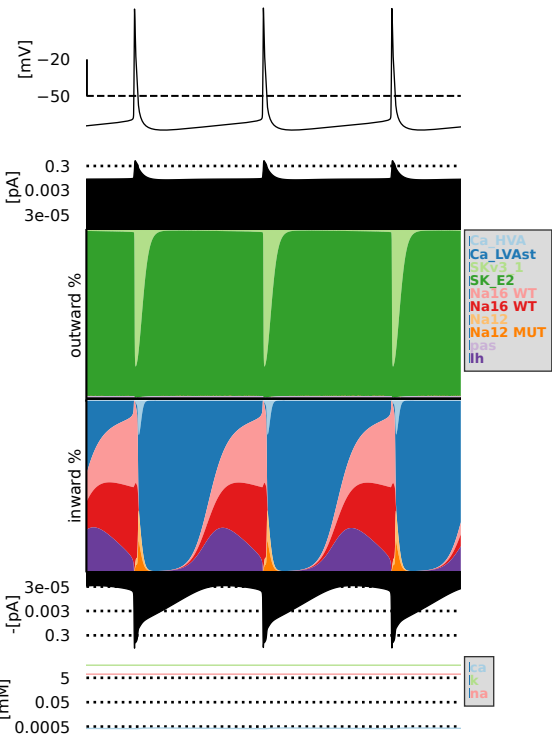 [mV]
−20
−50
[pA]
0.3
0.003
3e-05
outward %
Ca_HVA
Ca_LVAst
SKv3_1
SK_E2
Na16 WT
Na16 WT
Na12
Na12 MUT
pas
Ih
inward %
-[pA]
3e-05
0.003
0.3
[mM]
5
0.05
0.0005
ca
k
na